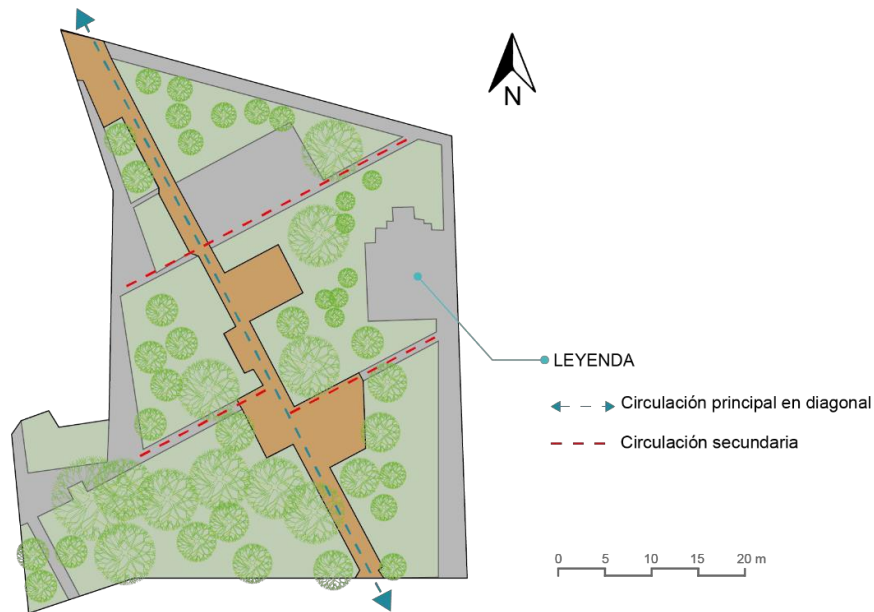 N
LEYENDA
Circulación principal en diagonal
Circulación secundaria
0 5 10 15 20 m